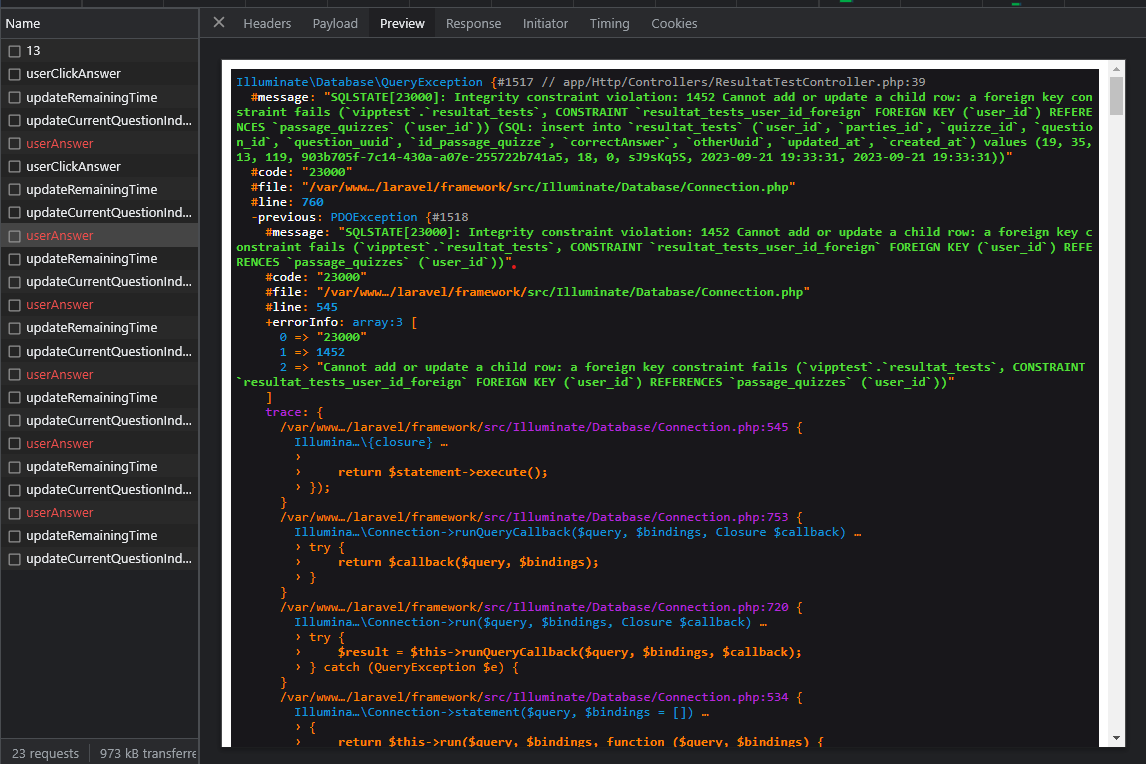 Name
Headers Payload Preview Response Initiator Timing Cookies
13
userClickAnswer
updateRemainingTime
updateCurrentQuestionInd...
userAnswer
userClickAnswer
updateRemainingTime
updateCurrentQuestionInd...
userAnswer
updateRemainingTime
updateCurrentQuestionInd...
userAnswer
updateRemainingTime
updateCurrentQuestionInd...
userAnswer
updateRemainingTime
updateCurrentQuestionInd...
userAnswer
updateRemainingTime
updateCurrentQuestionInd...
userAnswer
updateRemainingTime
updateCurrentQuestionInd...
23 requests 973 kB transferre
Illuminate\Database\QueryException {#1517 // app/Http/Controllers/ResultatTestController.php:39
#message: "SQLSTATE[23000]: Integrity constraint violation: 1452 Cannot add or update a child row: a foreign key con
straint fails (`vipptest`.`resultat_tests`, CONSTRAINT `resultat_tests_user_id_foreign` FOREIGN KEY (`user_id`) REFERE
NCES `passage_quizzes` (`user_id`)) (SQL: insert into `resultat_tests` (`user_id`, `parties_id`, `quizze_id`, `questio
n_id`, `question_uuid`, `id_passage_quizze`, `correctAnswer`, `otherUuid`, `updated_at`, `created_at`) values (19, 35,
13, 119, 903b705f-7c14-430a-a07e-255722b741a5, 18, 0, sJ9sKq5S, 2023-09-21 19:33:31, 2023-09-21 19:33:31))"
#code: "23000"
#file: "/var/www…/laravel/framework/src/Illuminate/Database/Connection.php"
#line: 760
-previous: PDOException {#1518
#message: "SQLSTATE[23000]: Integrity constraint violation: 1452 Cannot add or update a child row: a foreign key c
onstraint fails (`vipptest`.`resultat_tests`, CONSTRAINT `resultat_tests_user_id_foreign` FOREIGN KEY (`user_id`) REFE
RENCES `passage_quizzes` (`user_id`))"
#code: "23000"
#file: "/var/www…/laravel/framework/src/Illuminate/Database/Connection.php"
#line: 545
+errorInfo: array:3 [
0 => "23000"
1 => 1452
2 => "Cannot add or update a child row: a foreign key constraint fails (`vipptest`.`resultat_tests`, CONSTRAINT
`resultat_tests_user_id_foreign` FOREIGN KEY (`user_id`) REFERENCES `passage_quizzes` (`user_id`))"
]
trace: {
/var/www…/laravel/framework/src/Illuminate/Database/Connection.php:545 {
Illumina…\{closure} …
›
› return $statement->execute();
› });
}
/var/www…/laravel/framework/src/Illuminate/Database/Connection.php:753 {
Illumina…\Connection->runQueryCallback($query, $bindings, Closure $callback) …
› try {
› return $callback($query, $bindings);
› }
}
/var/www…/laravel/framework/src/Illuminate/Database/Connection.php:720 {
Illumina…\Connection->run($query, $bindings, Closure $callback) …
› try {
› $result = $this->runQueryCallback($query, $bindings, $callback);
› } catch (QueryException $e) {
}
/var/www…/laravel/framework/src/Illuminate/Database/Connection.php:534 {
Illumina…\Connection->statement($query, $bindings = []) …
› {
› return $this->run($query, $bindings, function ($query, $bindings) {